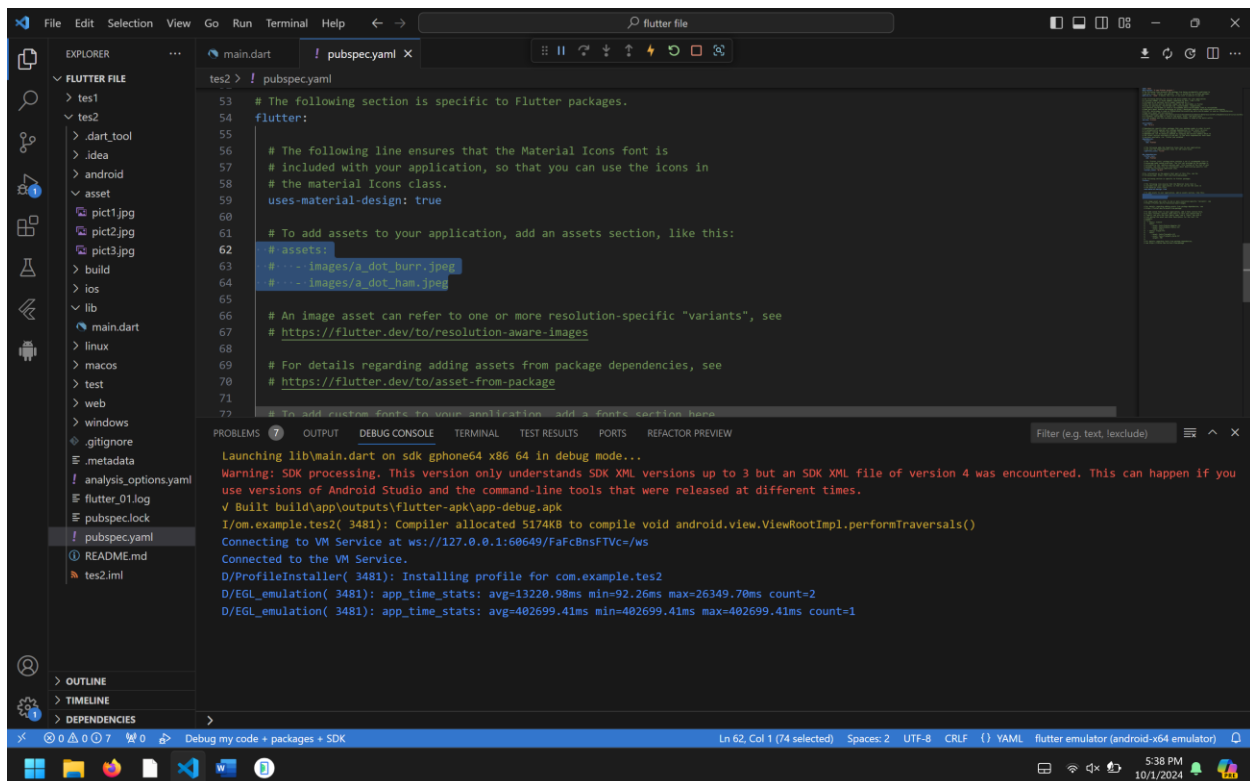 File Edit Selection View Go Run Terminal Help
flutter file
EXPLORER
FLUTTER FILE
tes1
tes2
.dart_tool
.idea
android
asset
pict1.jpg
pict2.jpg
pict3.jpg
build
ios
lib
main.dart
linux
macos
test
web
windows
.gitignore
.metadata
analysis_options.yaml
flutter_01.log
pubspec.lock
pubspec.yaml
README.md
tes2.iml
OUTLINE
TIMELINE
DEPENDENCIES
main.dart
pubspec.yaml
tes2 > ! pubspec.yaml
53 # The following section is specific to Flutter packages.
54 flutter:
55
56 # The following line ensures that the Material Icons font is
57 # included with your application, so that you can use the icons in
58 # the material Icons class.
59 uses-material-design: true
60
61 # To add assets to your application, add an assets section, like this:
62 # assets:
63 # - images/a_dot_burr.jpeg
64 # - images/a_dot_ham.jpeg
65
66 # An image asset can refer to one or more resolution-specific "variants", see
67 # https://flutter.dev/to/resolution-aware-images
68
69 # For details regarding adding assets from package dependencies, see
70 # https://flutter.dev/to/asset-from-package
71
72 # To add custom fonts to your application, add a fonts section here
PROBLEMS 7 OUTPUT DEBUG CONSOLE TERMINAL TEST RESULTS PORTS REFACTOR PREVIEW
Filter (e.g. text, !exclude)
Launching lib\main.dart on sdk gphone64 x86 64 in debug mode...
Warning: SDK processing. This version only understands SDK XML versions up to 3 but an SDK XML file of version 4 was encountered. This can happen if you
use versions of Android Studio and the command-line tools that were released at different times.
√ Built build\app\outputs\flutter-apk\app-debug.apk
I/om.example.tes2( 3481): Compiler allocated 5174KB to compile void android.view.ViewRootImpl.performTraversals()
Connecting to VM Service at ws://127.0.0.1:60649/FaFcBnsFTVc=/ws
Connected to the VM Service.
D/ProfileInstaller( 3481): Installing profile for com.example.tes2
D/EGL_emulation( 3481): app_time_stats: avg=13220.98ms min=92.26ms max=26349.70ms count=2
D/EGL_emulation( 3481): app_time_stats: avg=402699.41ms min=402699.41ms max=402699.41ms count=1
0 0 7 0 Debug my code + packages + SDK
Ln 62, Col 1 (74 selected) Spaces: 2 UTF-8 CRLF {} YAML flutter emulator (android-x64 emulator)
5:38 PM
10/1/2024